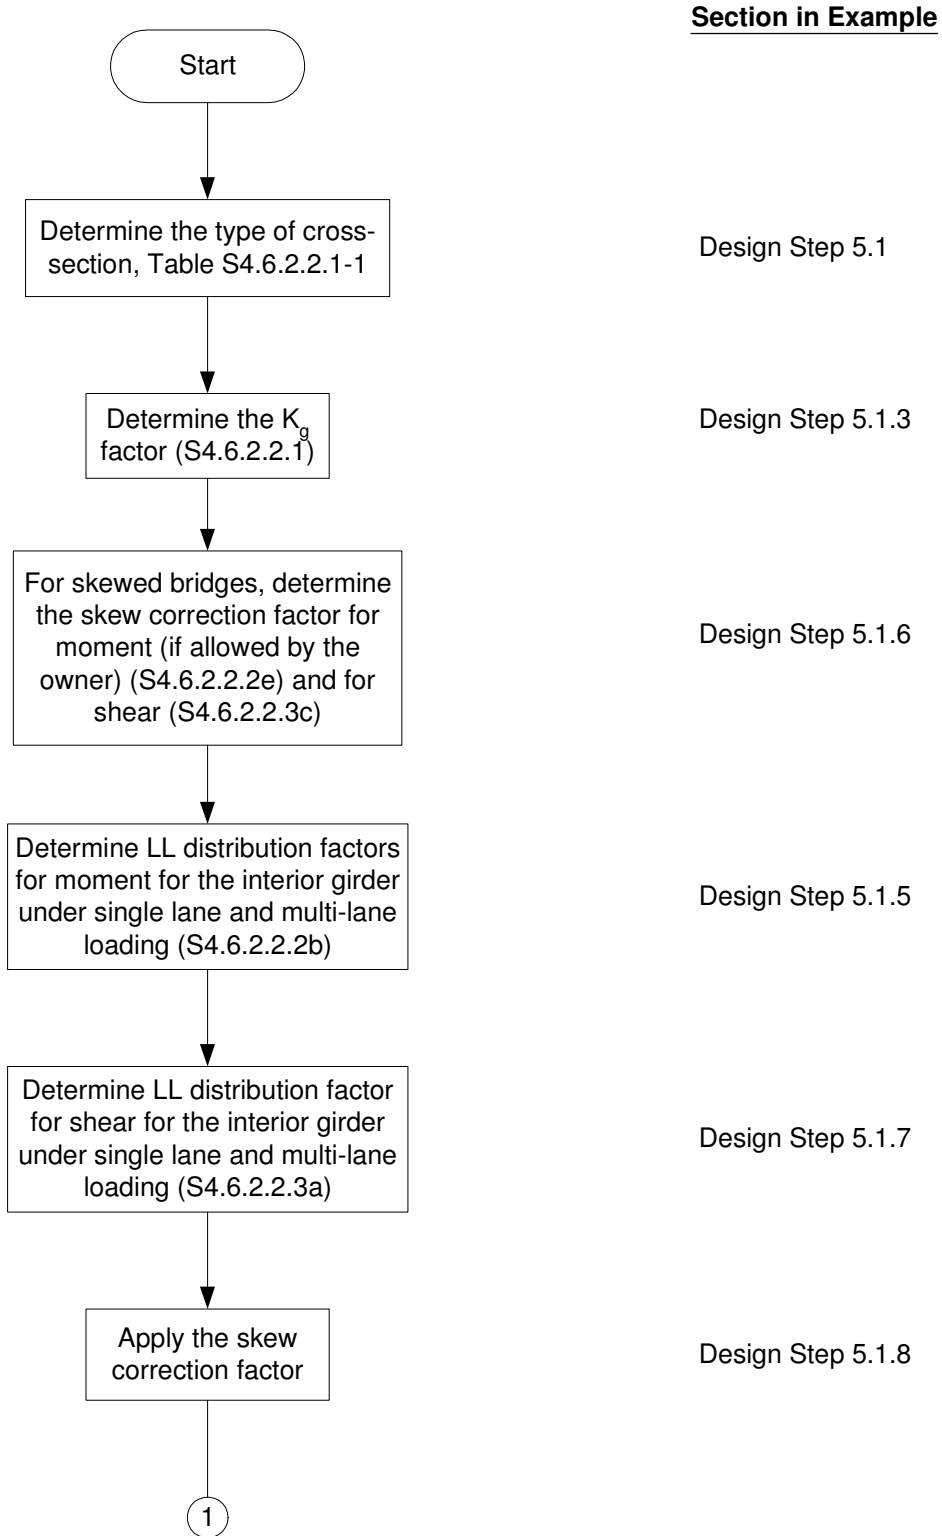 Section in Example
Start
Determine the type of cross-
section, Table S4.6.2.2.1-1
Design Step 5.1
Determine the Kg
factor (S4.6.2.2.1)
Design Step 5.1.3
For skewed bridges, determine
the skew correction factor for
moment (if allowed by the
owner) (S4.6.2.2.2e) and for
shear (S4.6.2.2.3c)
Design Step 5.1.6
Determine LL distribution factors
for moment for the interior girder
under single lane and multi-lane
loading (S4.6.2.2.2b)
Design Step 5.1.5
Determine LL distribution factor
for shear for the interior girder
under single lane and multi-lane
loading (S4.6.2.2.3a)
Design Step 5.1.7
Apply the skew
correction factor
Design Step 5.1.8
1